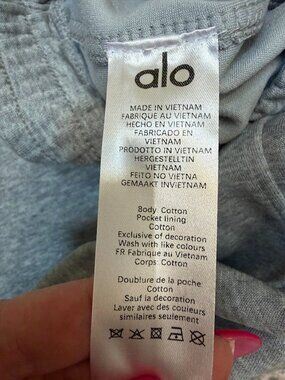 alo
MADE IN VIETNAM
FABRIQUE AU VIETNAM
HECHO EN VIETNAM
FABRICADO EN
VIETNAM
PRODOTTO IN VIETNAM
HERGESTELLTIN
VIETNAM
FEITO NO VIETNA
GEMAAKT INVIETNAM
Body: Cotton
Pocket lining
Cotton
Exclusive of decoration
Wash with like colours
FR Fabrique au Vietnam
Corps: Cotton
Doublure de la poche
Cotton
Sauf la decoration
Laver avec des couleurs
similaires seulement